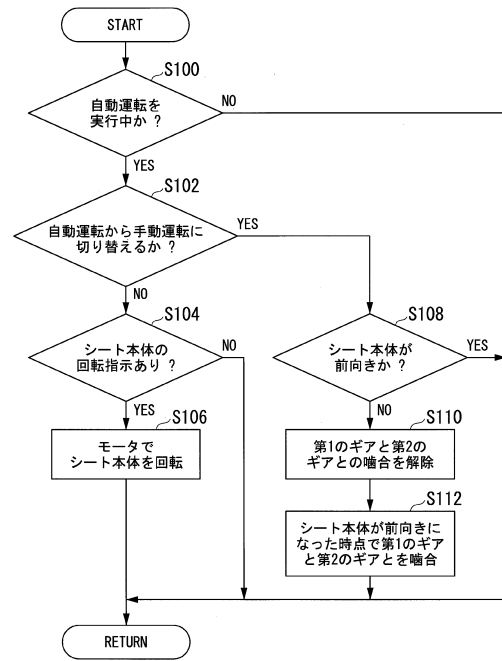 START
S100
自動運転を
実行中か ?
NO
YES
S102
自動運転から手動運転に
切り替えるか ?
YES
NO
S104
シート本体の
回転指示あり ?
NO
YES
S106
モータで
シート本体を回転
S108
シート本体が
前向きか ?
YES
NO
S110
第1のギアと第2の
ギアとの噛合を解除
S112
シート本体が前向きに
なった時点で第1のギア
と第2のギアとを噛合
RETURN